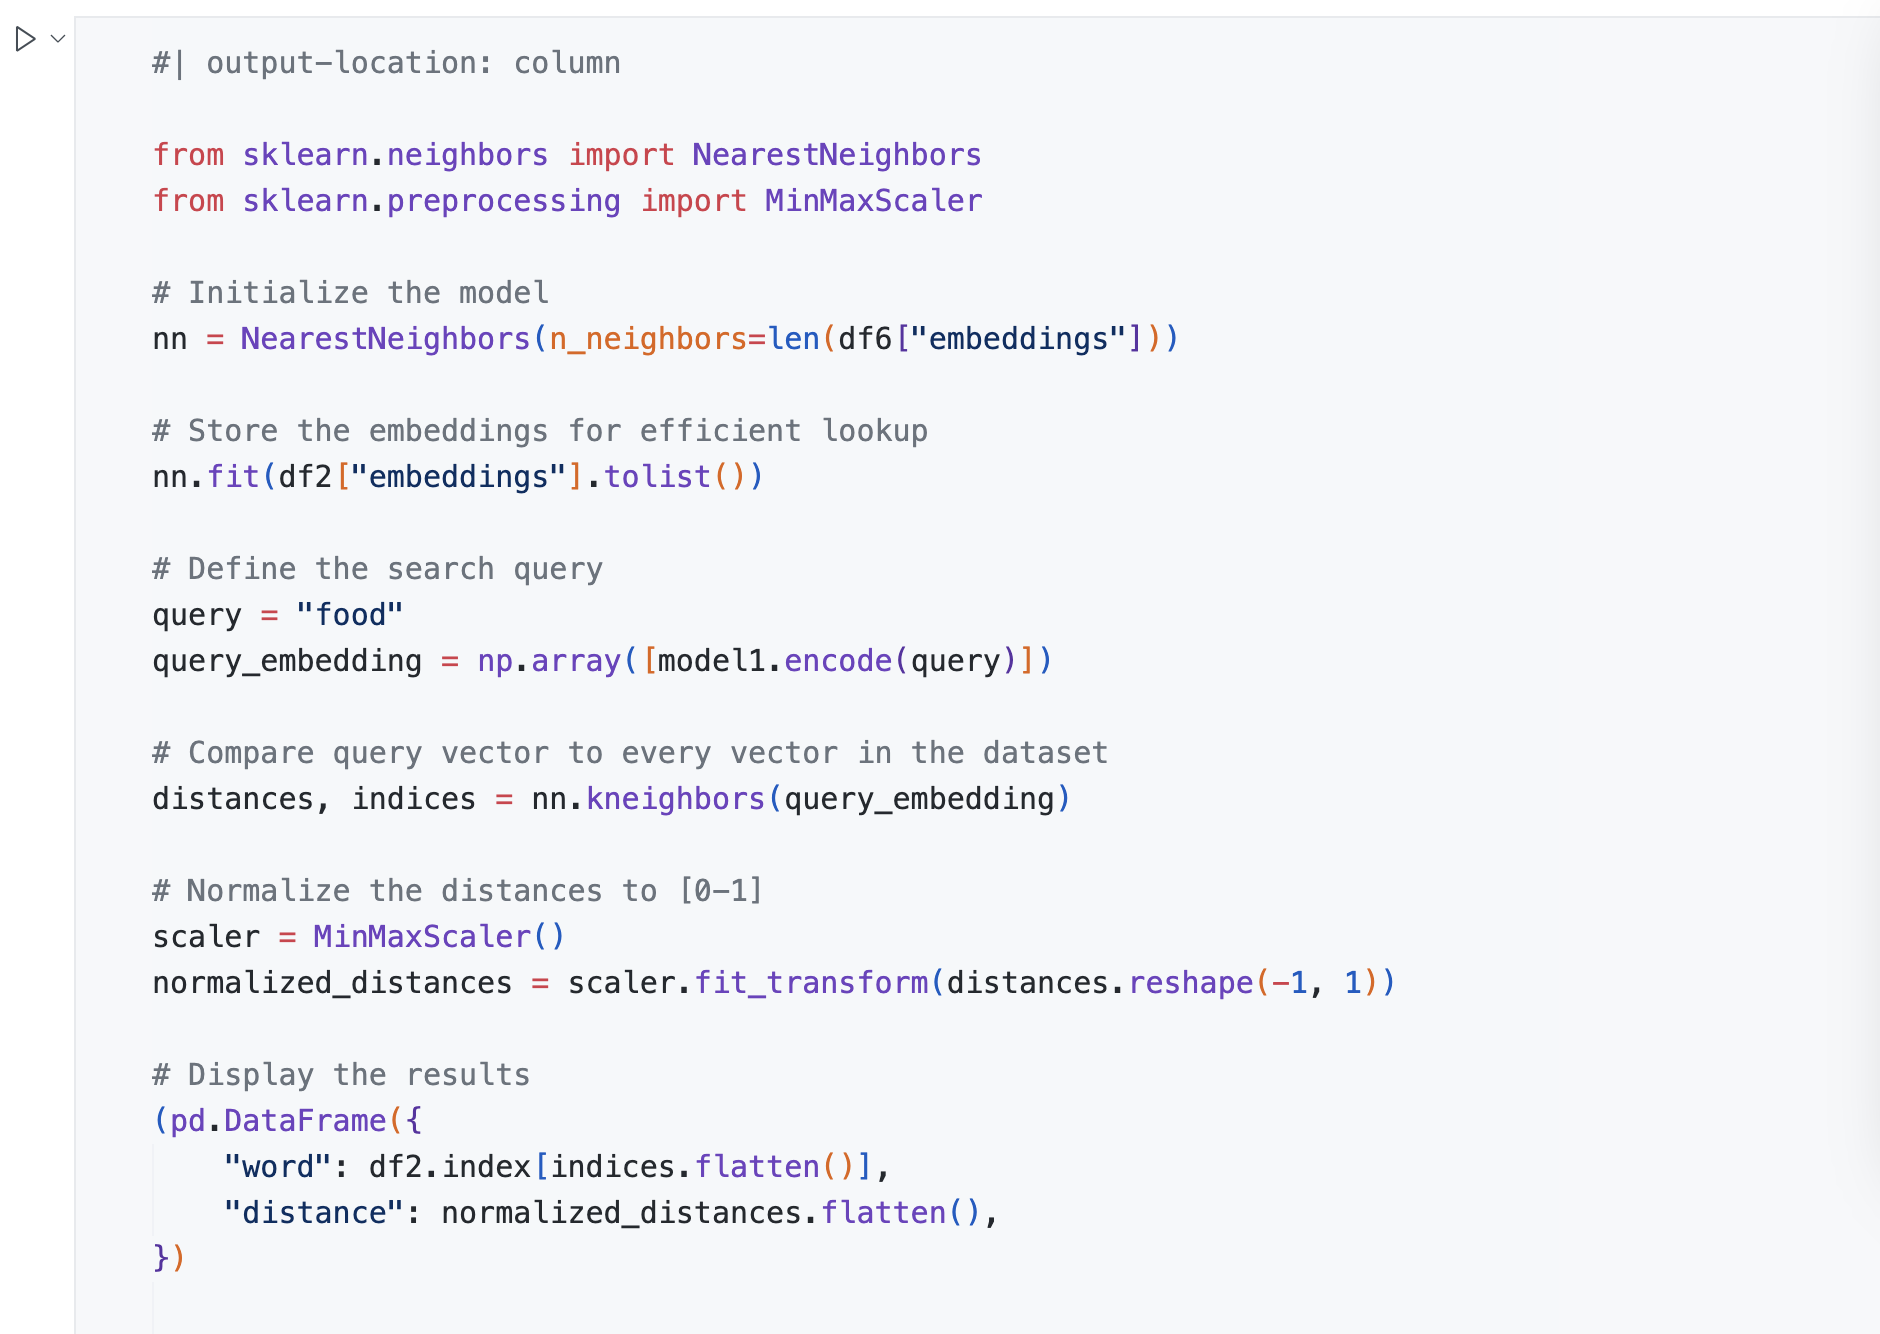 #| output-location: column
from sklearn.neighbors import NearestNeighbors
from sklearn.preprocessing import MinMaxScaler
# Initialize the model
nn = NearestNeighbors(n_neighbors=len(df6["embeddings"]))
# Store the embeddings for efficient lookup
nn.fit(df2["embeddings"].tolist())
# Define the search query
query = "food"
query_embedding = np.array([model1.encode(query)])
# Compare query vector to every vector in the dataset
distances, indices = nn.kneighbors(query_embedding)
# Normalize the distances to [0-1]
scaler = MinMaxScaler()
normalized_distances = scaler.fit_transform(distances.reshape(-1, 1))
# Display the results
(pd.DataFrame({
    "word": df2.index[indices.flatten()],
    "distance": normalized_distances.flatten(),
})